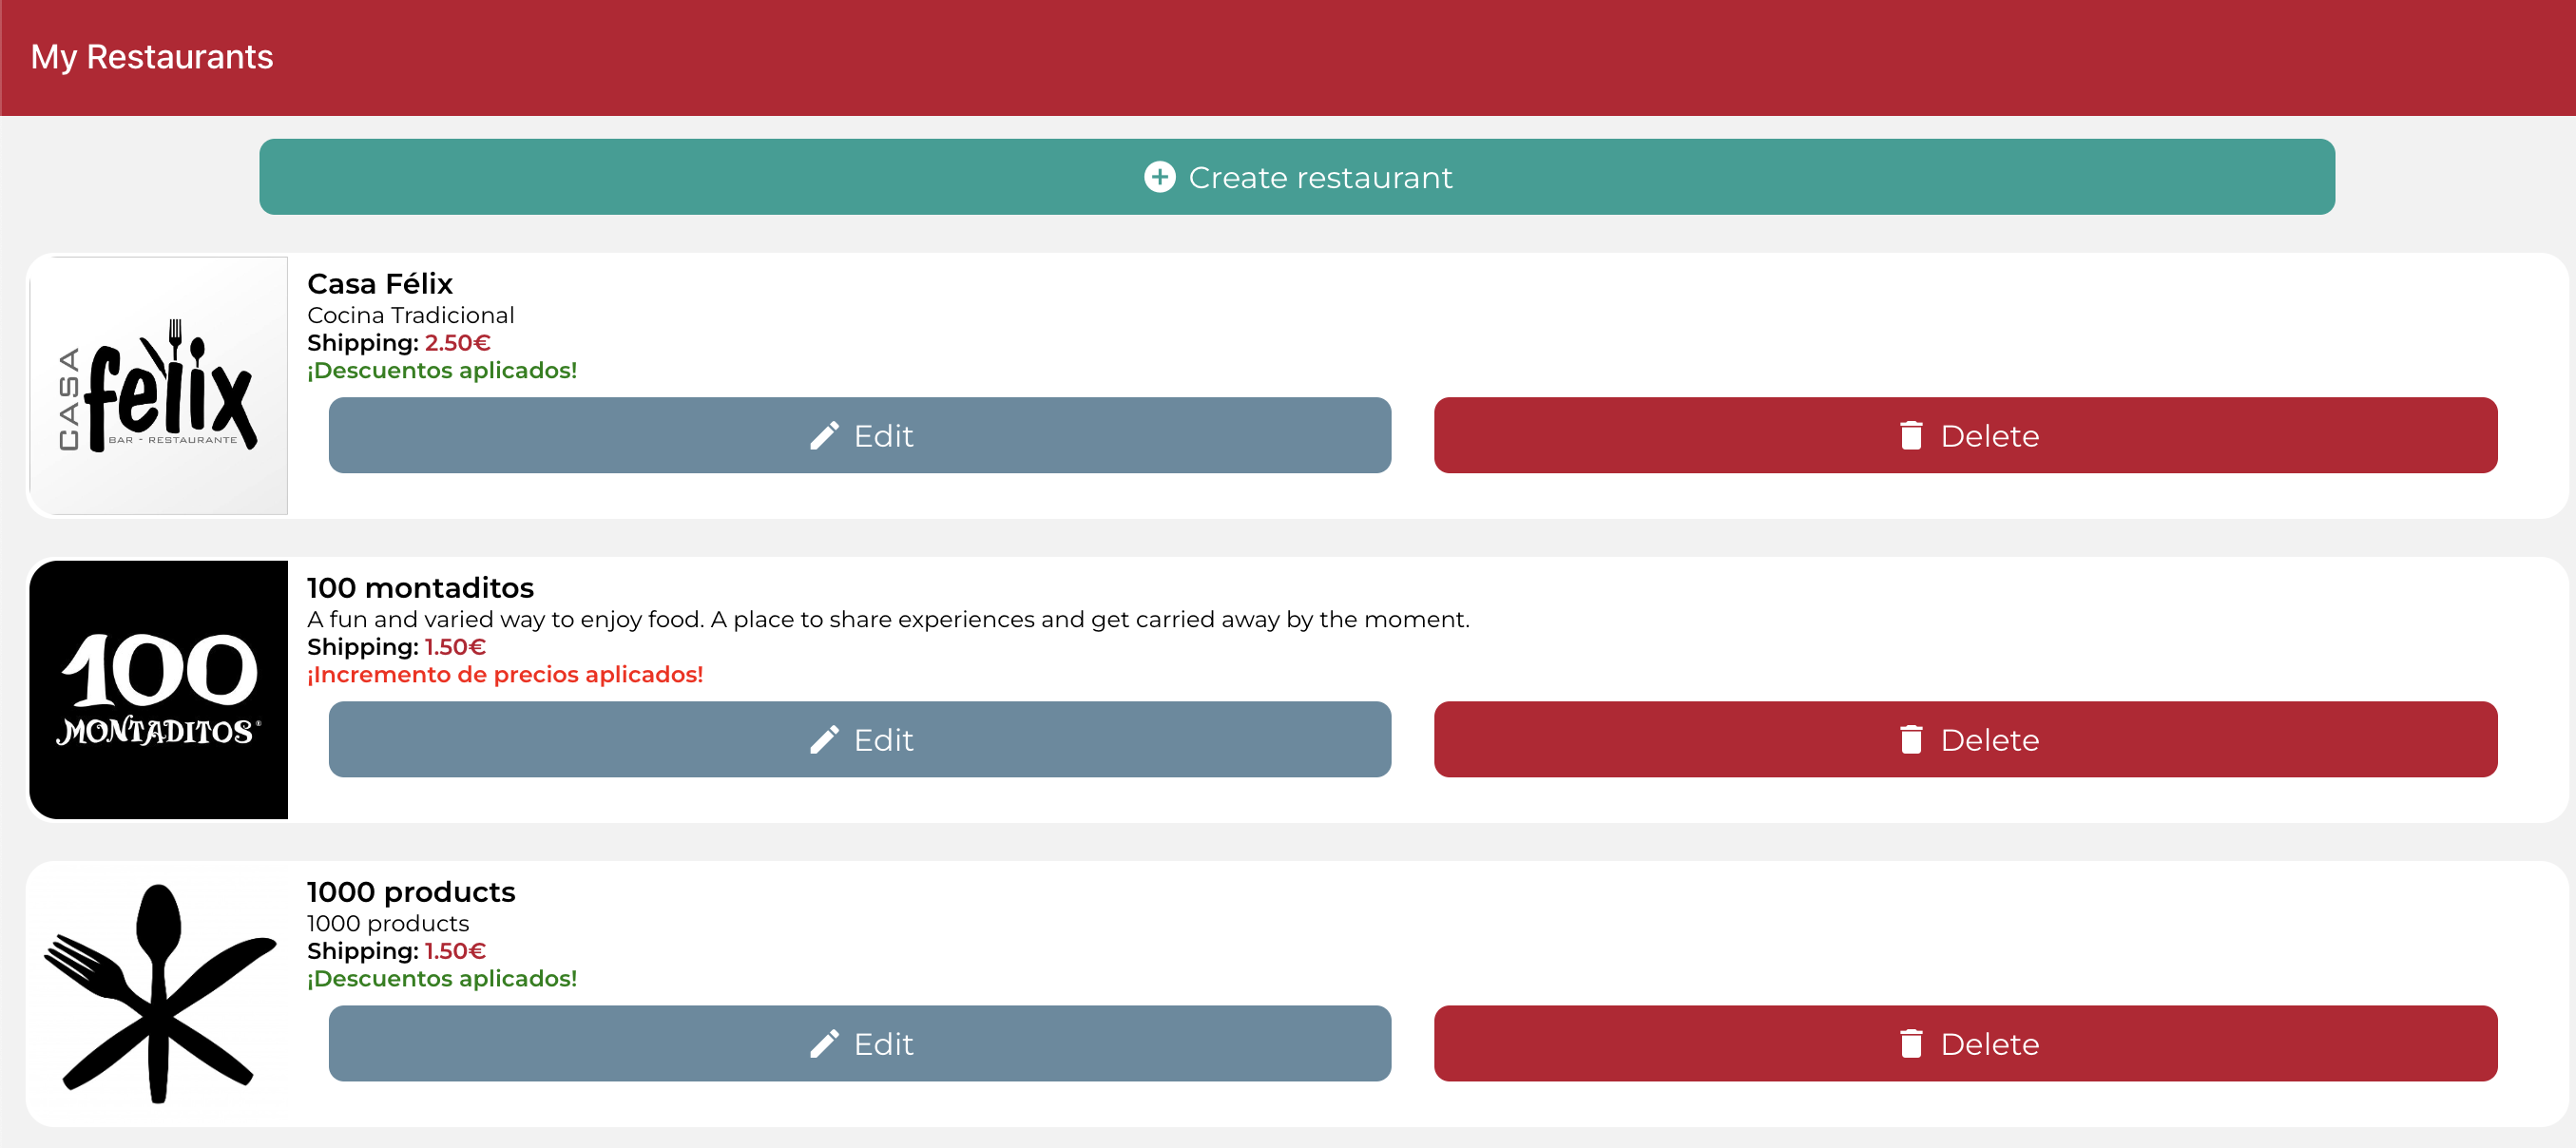 My Restaurants
Create restaurant
CASA
felix
BAR - RESTAURANTE
Casa Félix
Cocina Tradicional
Shipping: 2.50€
¡Descuentos aplicados!
Edit
Delete
100
MONTADITOS®
100 montaditos
A fun and varied way to enjoy food. A place to share experiences and get carried away by the moment.
Shipping: 1.50€
¡Incremento de precios aplicados!
Edit
Delete
1000 products
1000 products
Shipping: 1.50€
¡Descuentos aplicados!
Edit
Delete